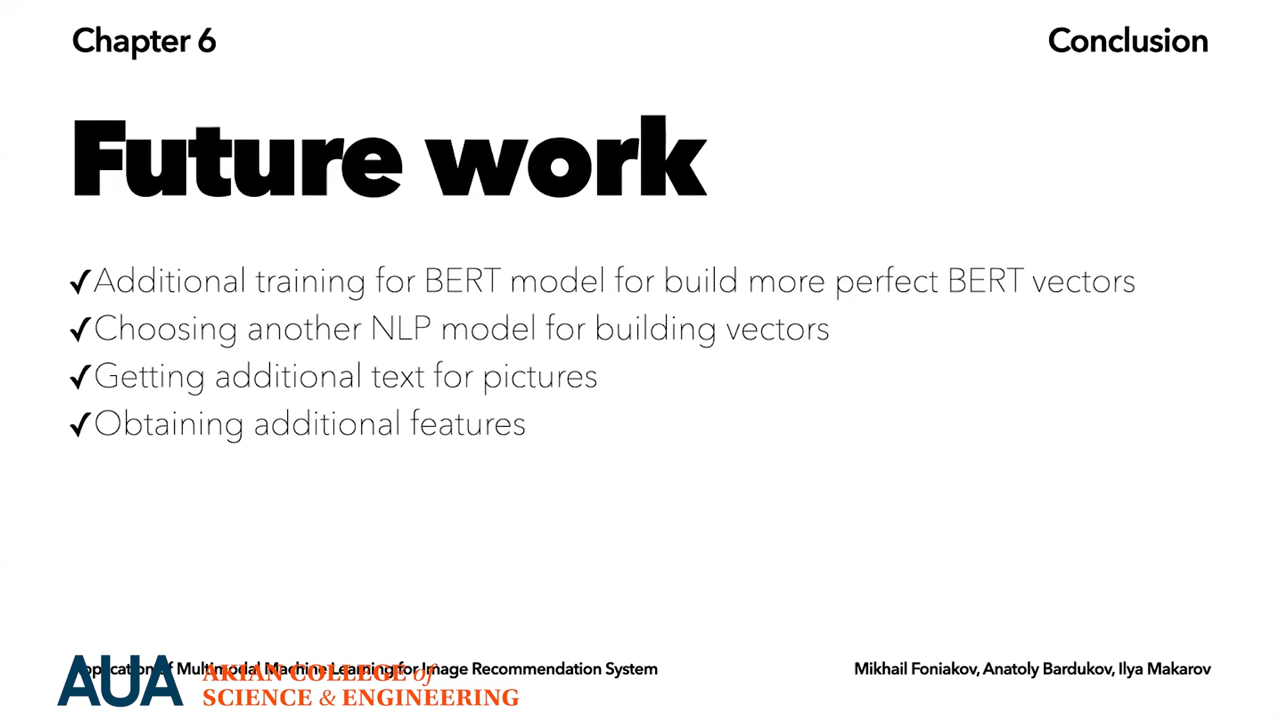 Chapter 6
Conclusion
Future work
✓Additional training for BERT model for build more perfect BERT vectors
✓Choosing another NLP model for building vectors
✓Getting additional text for pictures
✓Obtaining additional features
Application of Multimodal Machine Learning for Image Recommendation System
Mikhail Foniakov, Anatoly Bardukov, Ilya Makarov
AUA
AKIAN COLLEGE of
SCIENCE & ENGINEERING